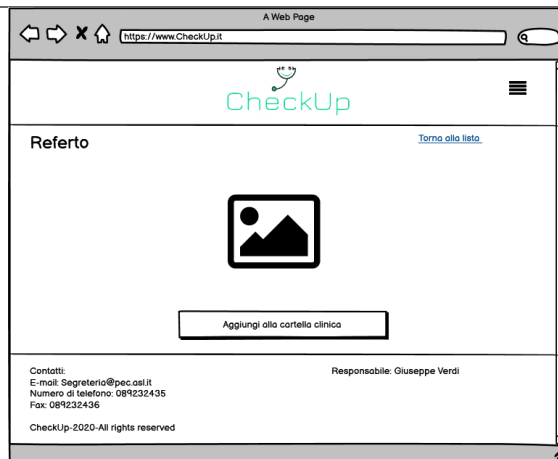 A Web Page
https://www.CheckUp.it
CheckUp
Referto
Torna alla lista
Aggiungi alla cartella clinica
Contatti:
Responsabile: Giuseppe Verdi
E-mail: Segreteria@pec.asl.it
Numero di telefono: 089232435
Fax: 089232436
CheckUp-2020-All rights reserved